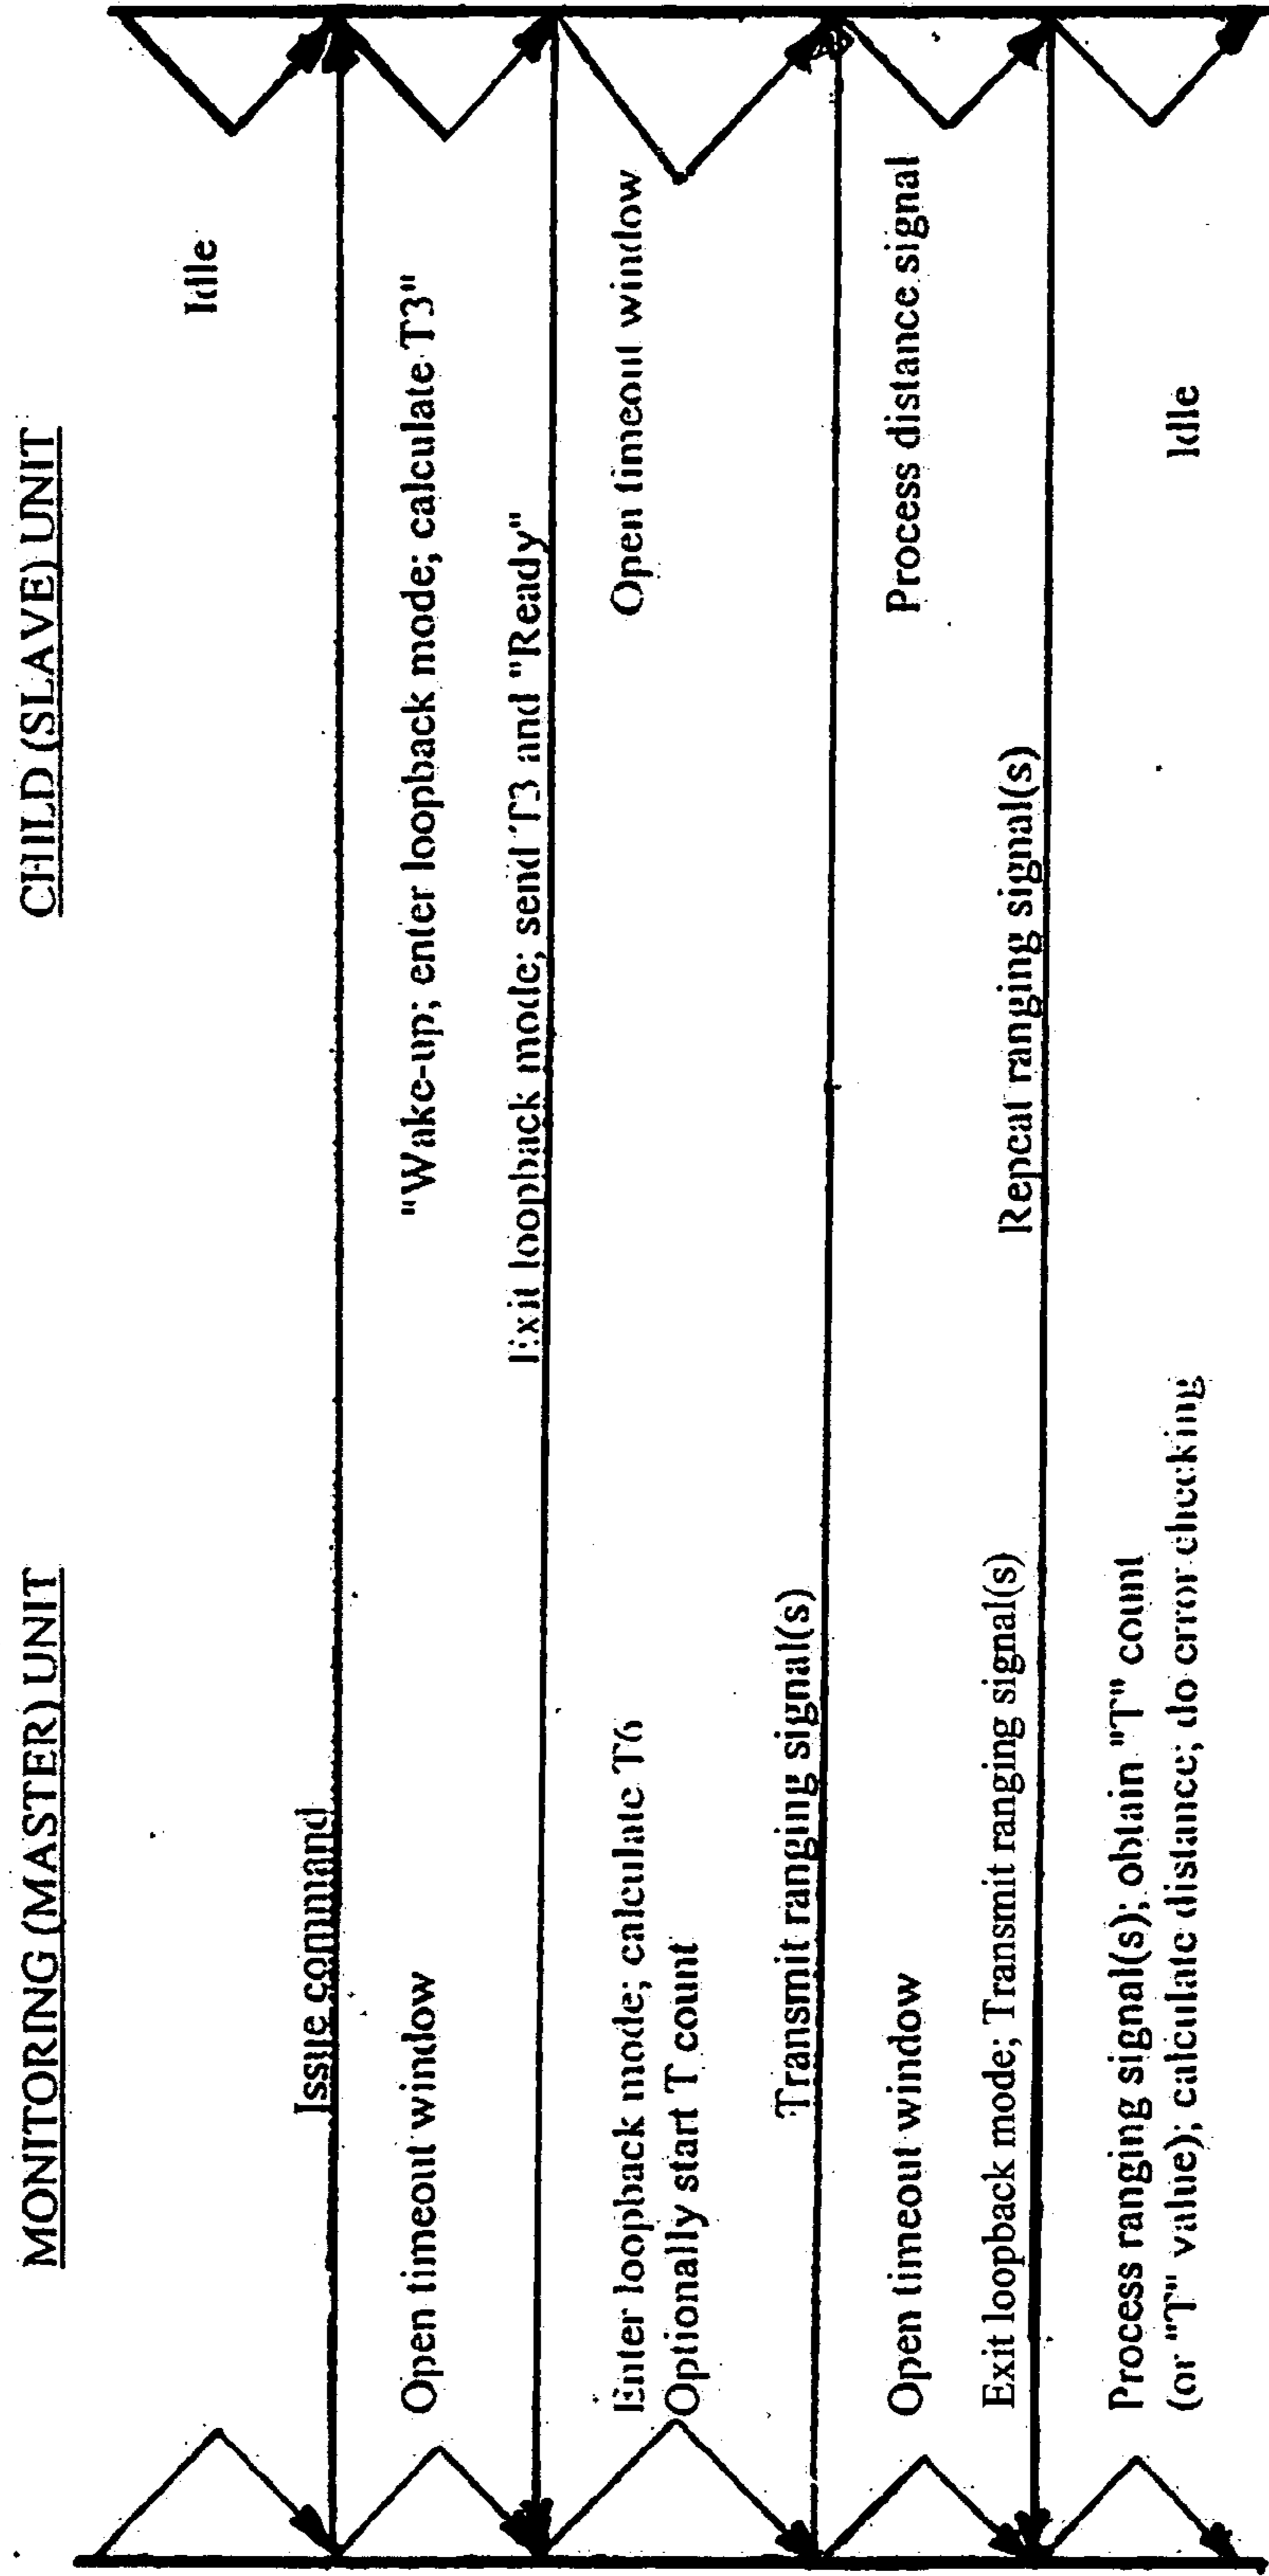 MONITORING (MASTER) UNIT
CHILD (SLAVE) UNIT
Idle
Issue command
Open timeout window
"Wake-up; enter loopback mode; calculate T3"
Exit loopback mode; send T3 and "Ready"
Enter loopback mode; calculate T6
Optionally start T count
Open timeout window
Transmit ranging signal(s)
Open timeout window
Process distance signal
Exit loopback mode; Transmit ranging signal(s)
Repeat ranging signal(s)
Process ranging signal(s); obtain "T" count
(or "T" value); calculate distance; do error checking
Idle